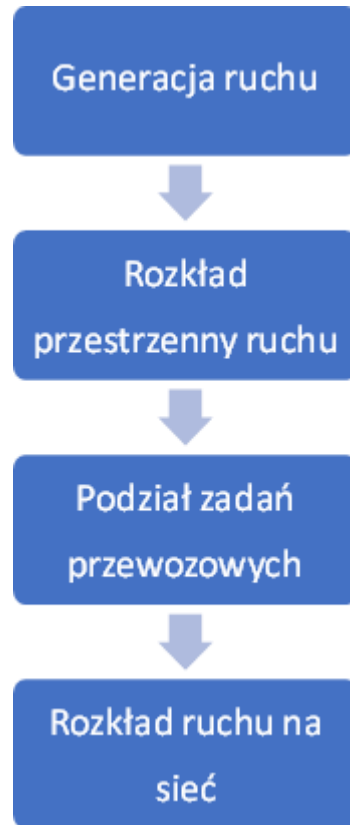 Generacja ruchu
Rozkład
przestrzenny ruchu
Podział zadań
przewozowych
Rozkład ruchu na
sieć